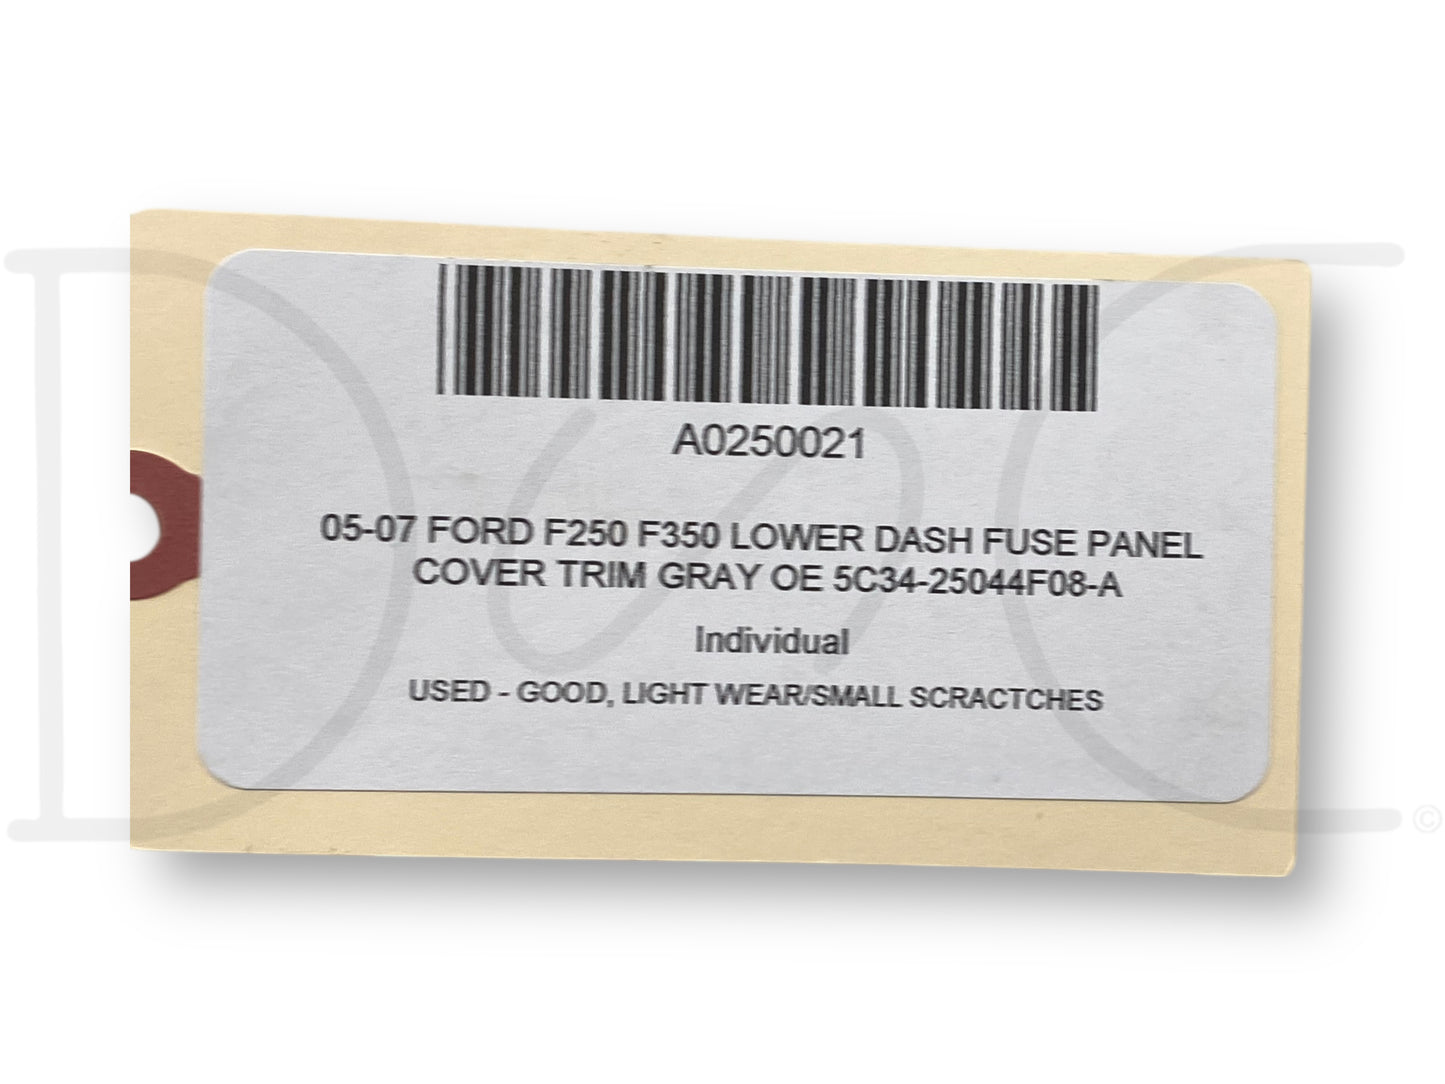 A0250021
05-07 FORD F250 F350 LOWER DASH FUSE PANEL
COVER TRIM GRAY OE 5C34-25044F08-A
Individual
USED - GOOD, LIGHT WEAR/SMALL SCRACTCHES
©